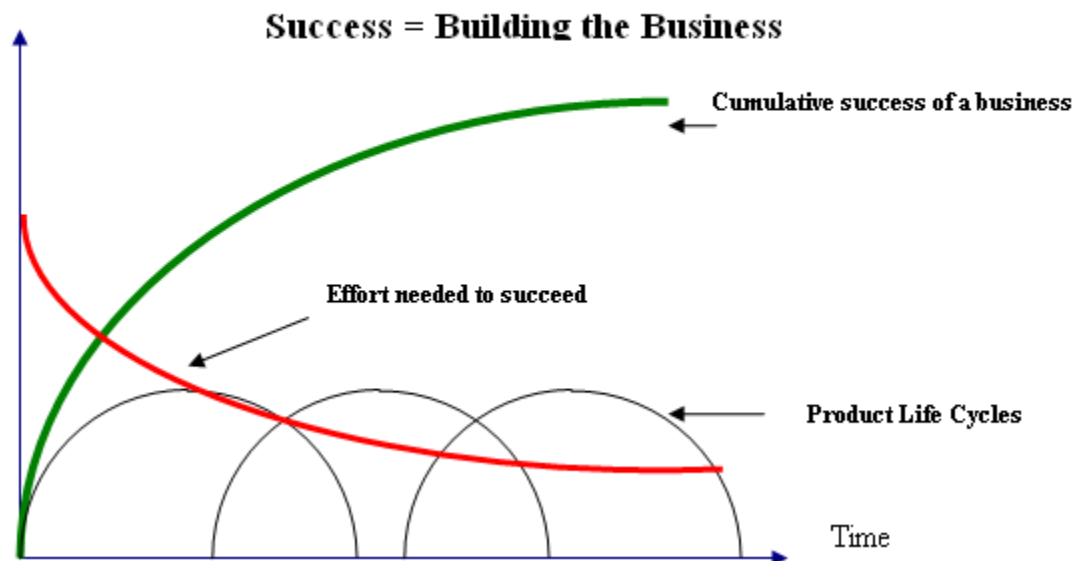 Success = Building the Business
Cumulative success of a business
Effort needed to succeed
Product Life Cycles
Time